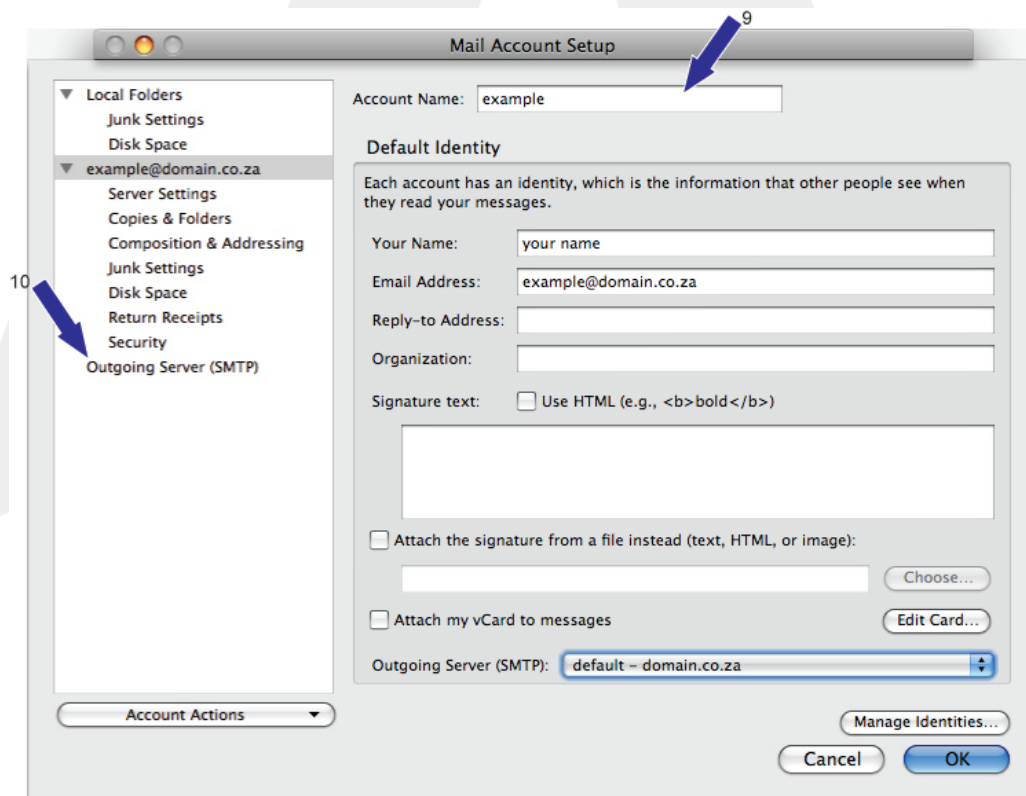 9
Mail Account Setup
Local Folders
Junk Settings
Disk Space
example@domain.co.za
Server Settings
Copies & Folders
Composition & Addressing
Junk Settings
Disk Space
Return Receipts
Security
10
Outgoing Server (SMTP)
Account Actions
Account Name: example
Default Identity
Each account has an identity, which is the information that other people see when
they read your messages.
Your Name: your name
Email Address: example@domain.co.za
Reply-to Address:
Organization:
Signature text: Use HTML (e.g., <b>bold</b>)
Attach the signature from a file instead (text, HTML, or image):
Choose...
Attach my vCard to messages Edit Card...
Outgoing Server (SMTP): default - domain.co.za
Manage Identities...
Cancel OK